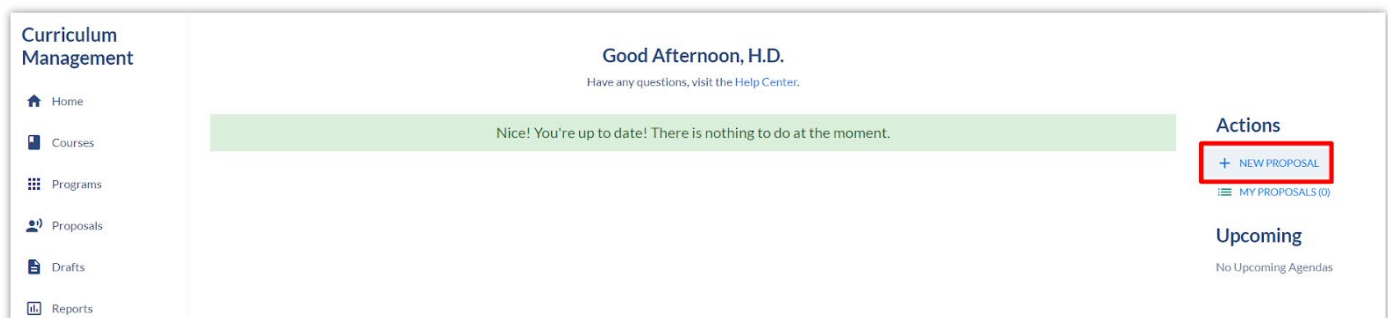 Curriculum
Management
Home
Courses
Programs
Proposals
Drafts
Reports
Good Afternoon, H.D.
Have any questions, visit the Help Center.
Nice! You're up to date! There is nothing to do at the moment.
Actions
+ NEW PROPOSAL
MY PROPOSALS (0)
Upcoming
No Upcoming Agendas